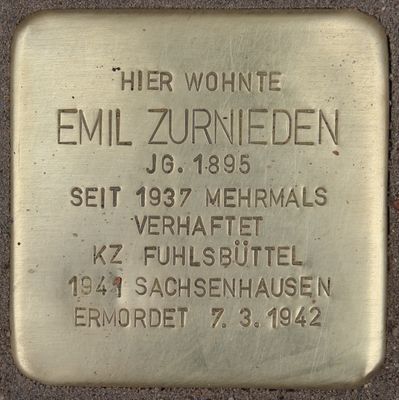 HIER WOHNTE
EMIL ZURNIEDEN
JG. 1895
SEIT 1937 MEHRMALS
VERHAFTET
KZ FUHLSBÜTTEL
1941 SACHSENHAUSEN
ERMORDET 7. 3. 1942